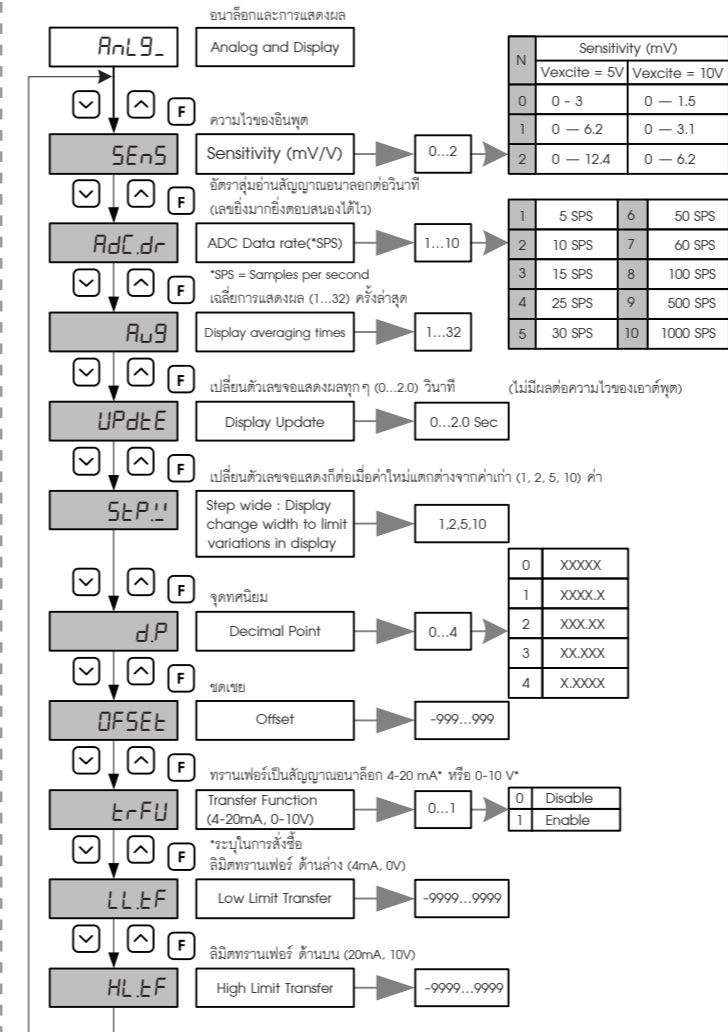 อนาล็อกและการแสดงผล
AnLg_
Analog and Display
F
ความไวของอินพุต
SEnS
Sensitivity (mV/V)
0...2
N
Sensitivity (mV)
Vexcite = 5V
Vexcite = 10V
0
0 - 3
0 — 1.5
1
0 — 6.2
0 — 3.1
2
0 — 12.4
0 — 6.2
F
อัตราสุ่มอ่านสัญญาณอนาลอกต่อวินาที
(เลขยิ่งมากยิ่งตอบสนองได้ไว)
AdC.dr
ADC Data rate(*SPS)
1...10
1
5 SPS
6
50 SPS
2
10 SPS
7
60 SPS
3
15 SPS
8
100 SPS
4
25 SPS
9
500 SPS
5
30 SPS
10
1000 SPS
*SPS = Samples per second
F
เฉลี่ยการแสดงผล (1...32) ครั้งล่าสุด
Aug
Display averaging times
1...32
F
เปลี่ยนตัวเลขจอแสดงผลทุกๆ (0...2.0) วินาที
(ไม่มีผลต่อความไวของเอาต์พุต)
UPdtE
Display Update
0...2.0 Sec
F
เปลี่ยนตัวเลขจอแสดงก็ต่อเมื่อค่าใหม่แตกต่างจากค่าเก่า (1, 2, 5, 10) ค่า
Step wide : Display
change width to limit
variations in display
1,2,5,10
F
จุดทศนิยม
d.P
Decimal Point
0...4
0
XXXXX
1
XXXX.X
2
XXX.XX
3
XX.XXX
4
X.XXXX
F
ชดเชย
OFSEt
Offset
-999...999
F
ทรานเฟอร์เป็นสัญญาณอนาล็อก 4-20 mA* หรือ 0-10 V*
trFU
Transfer Function
(4-20mA, 0-10V)
0...1
0
Disable
1
Enable
*ระบุในการสั่งซื้อ
F
ลิมิตทรานเฟอร์ ด้านล่าง (4mA, 0V)
LL.tF
Low Limit Transfer
-9999...9999
F
ลิมิตทรานเฟอร์ ด้านบน (20mA, 10V)
HL.tF
High Limit Transfer
-9999...9999